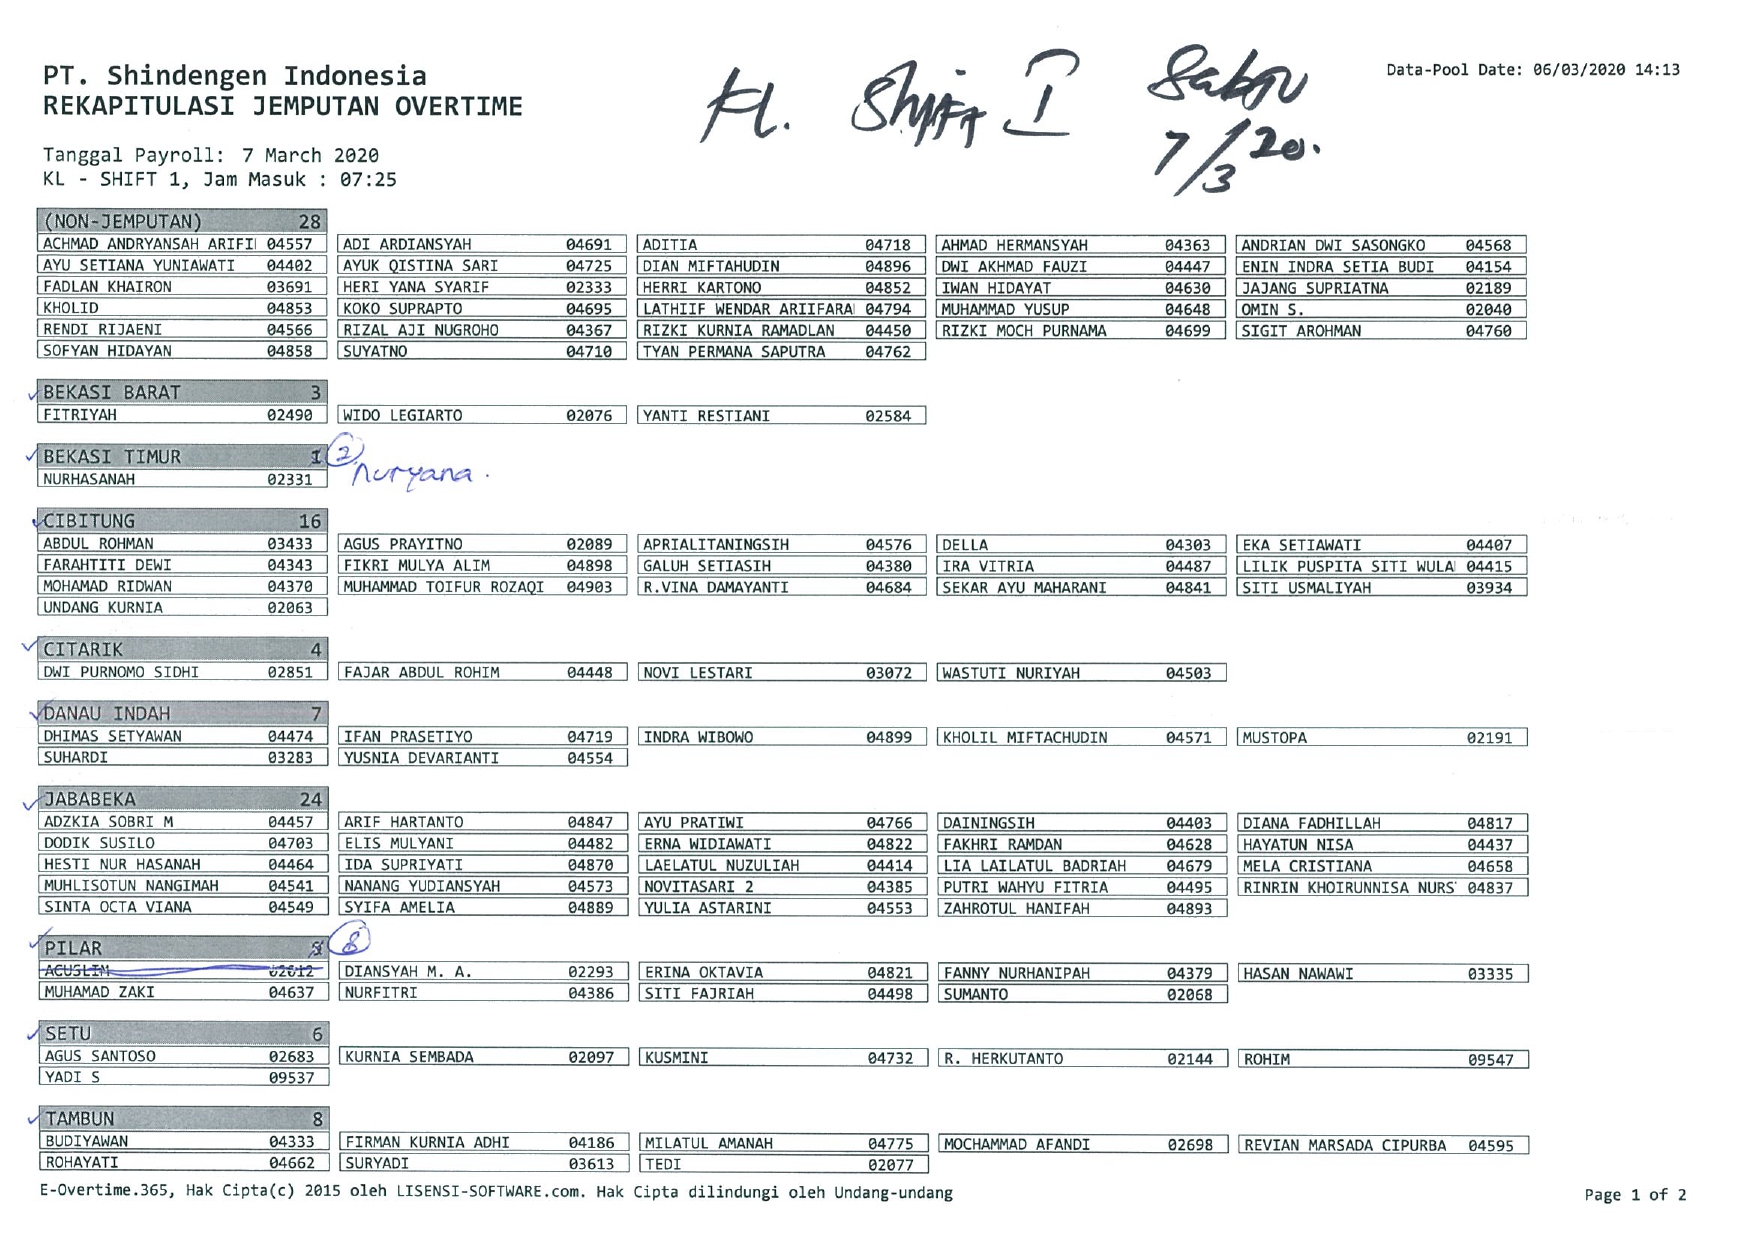 PT. Shindengen Indonesia
REKAPITULASI JEMPUTAN OVERTIME
Kl. Shift I Sabtu
7/3 20.
Data-Pool Date: 06/03/2020 14:13
Tanggal Payroll: 7 March 2020
KL - SHIFT 1, Jam Masuk : 07:25
(NON-JEMPUTAN) 28
ACHMAD ANDRYANSAH ARIFI 04557 ADI ARDIANSYAH 04691 ADITIA 04718 AHMAD HERMANSYAH 04363 ANDRIAN DWI SASONGKO 04568
AYU SETIANA YUNIAWATI 04402 AYUK QISTINA SARI 04725 DIAN MIFTAHUDIN 04896 DWI AKHMAD FAUZI 04447 ENIN INDRA SETIA BUDI 04154
FADLAN KHAIRON 03691 HERI YANA SYARIF 02333 HERRI KARTONO 04852 IWAN HIDAYAT 04630 JAJANG SUPRIATNA 02189
KHOLID 04853 KOKO SUPRAPTO 04695 LATHIIF WENDAR ARIIFARA 04794 MUHAMMAD YUSUP 04648 OMIN S. 02040
RENDI RIJAENI 04566 RIZAL AJI NUGROHO 04367 RIZKI KURNIA RAMADLAN 04450 RIZKI MOCH PURNAMA 04699 SIGIT AROHMAN 04760
SOFYAN HIDAYAN 04858 SUYATNO 04710 TYAN PERMANA SAPUTRA 04762
BEKASI BARAT 3
FITRIYAH 02490 WIDO LEGIARTO 02076 YANTI RESTIANI 02584
BEKASI TIMUR 1 2
NURHASANAH 02331 nuryana.
CIBITUNG 16
ABDUL ROHMAN 03433 AGUS PRAYITNO 02089 APRIALITANINGSIH 04576 DELLA 04303 EKA SETIAWATI 04407
FARAHTITI DEWI 04343 FIKRI MULYA ALIM 04898 GALUH SETIASIH 04380 IRA VITRIA 04487 LILIK PUSPITA SITI WULA 04415
MOHAMAD RIDWAN 04370 MUHAMMAD TOIFUR ROZAQI 04903 R.VINA DAMAYANTI 04684 SEKAR AYU MAHARANI 04841 SITI USMALIYAH 03934
UNDANG KURNIA 02063
CITARIK 4
DWI PURNOMO SIDHI 02851 FAJAR ABDUL ROHIM 04448 NOVI LESTARI 03072 WASTUTI NURIYAH 04503
DANAU INDAH 7
DHIMAS SETYAWAN 04474 IFAN PRASETIYO 04719 INDRA WIBOWO 04899 KHOLIL MIFTACHUDIN 04571 MUSTOPA 02191
SUHARDI 03283 YUSNIA DEVARIANTI 04554
JABABEKA 24
ADZKIA SOBRI M 04457 ARIF HARTANTO 04847 AYU PRATIWI 04766 DAININGSIH 04403 DIANA FADHILLAH 04817
DODIK SUSILO 04703 ELIS MULYANI 04482 ERNA WIDIAWATI 04822 FAKHRI RAMDAN 04628 HAYATUN NISA 04437
HESTI NUR HASANAH 04464 IDA SUPRIYATI 04870 LAELATUL NUZULIAH 04414 LIA LAILATUL BADRIAH 04679 MELA CRISTIANA 04658
MUHLISOTUN NANGIMAH 04541 NANANG YUDIANSYAH 04573 NOVITASARI 2 04385 PUTRI WAHYU FITRIA 04495 RINRIN KHOIRUNNISA NURS 04837
SINTA OCTA VIANA 04549 SYIFA AMELIA 04889 YULIA ASTARINI 04553 ZAHROTUL HANIFAH 04893
PILAR 9 8
AGUSLIM 02612 DIANSYAH M. A. 02293 ERINA OKTAVIA 04821 FANNY NURHANIPAH 04379 HASAN NAWAWI 03335
MUHAMAD ZAKI 04637 NURFITRI 04386 SITI FAJRIAH 04498 SUMANTO 02068
SETU 6
AGUS SANTOSO 02683 KURNIA SEMBADA 02097 KUSMINI 04732 R. HERKUTANTO 02144 ROHIM 09547
YADI S 09537
TAMBUN 8
BUDIYAWAN 04333 FIRMAN KURNIA ADHI 04186 MILATUL AMANAH 04775 MOCHAMMAD AFANDI 02698 REVIAN MARSADA CIPURBA 04595
ROHAYATI 04662 SURYADI 03613 TEDI 02077
E-Overtime.365, Hak Cipta(c) 2015 oleh LISENSI-SOFTWARE.com. Hak Cipta dilindungi oleh Undang-undang
Page 1 of 2